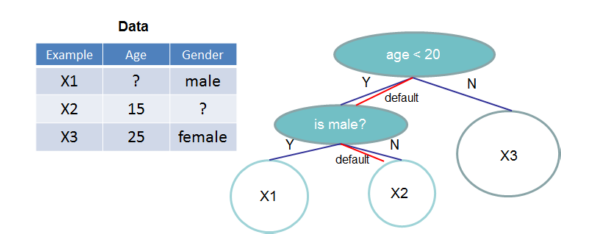 Data
Example Age Gender
X1 ? male
X2 15 ?
X3 25 female
age < 20
Y N
default
is male?
Y N
default
X1 X2 X3